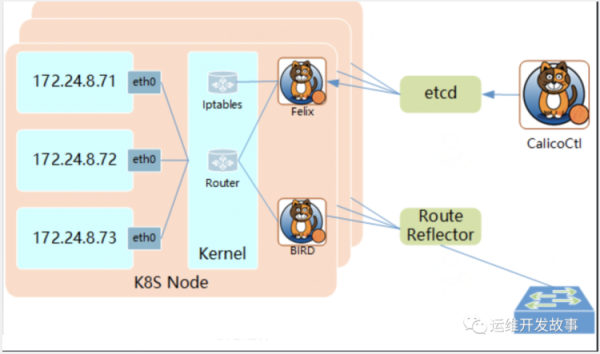 172.24.8.71
eth0
172.24.8.72
eth0
172.24.8.73
eth0
Iptables
Router
Kernel
Felix
BIRD
K8S Node
etcd
CalicoCtl
Route
Reflector
运维开发故事